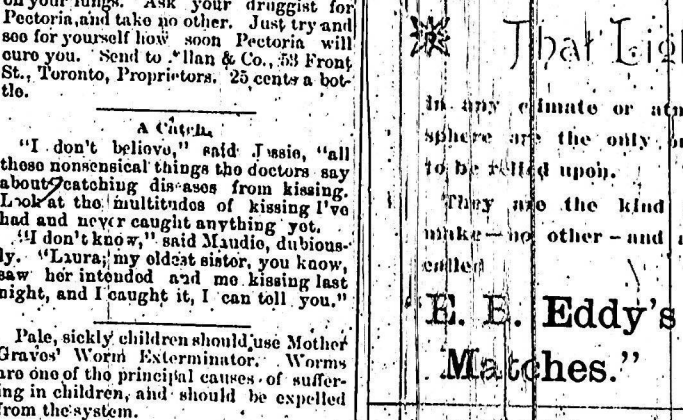 on your lungs. Ask your druggist for
Pectoria, and take no other. Just try and
see for yourself how soon Pectoria will
cure you. Send to Allan & Co., 53 Front
St., Toronto, Proprietors. 25 cents a bot-
tle.
A Catch.
"I don't believe," said Jessie, "all
these nonsensical things the doctors say
about catching diseases from kissing.
Look at the multitudes of kissing I've
had and never caught anything yet.
"I don't know," said Maudie, dubious-
ly. "Laura, my oldest sister, you know,
saw her intended and me kissing last
night, and I caught it, I can tell you."
Pale, sickly children should use Mother
Graves' Worm Exterminator. Worms
are one of the principal causes of suffer-
ing in children, and should be expelled
from the system.
That Lig
In any climate or atm
sphere are the only
to be relied upon.
They are the kind
make—no other—and
called
"E. B. Eddy's
Matches."